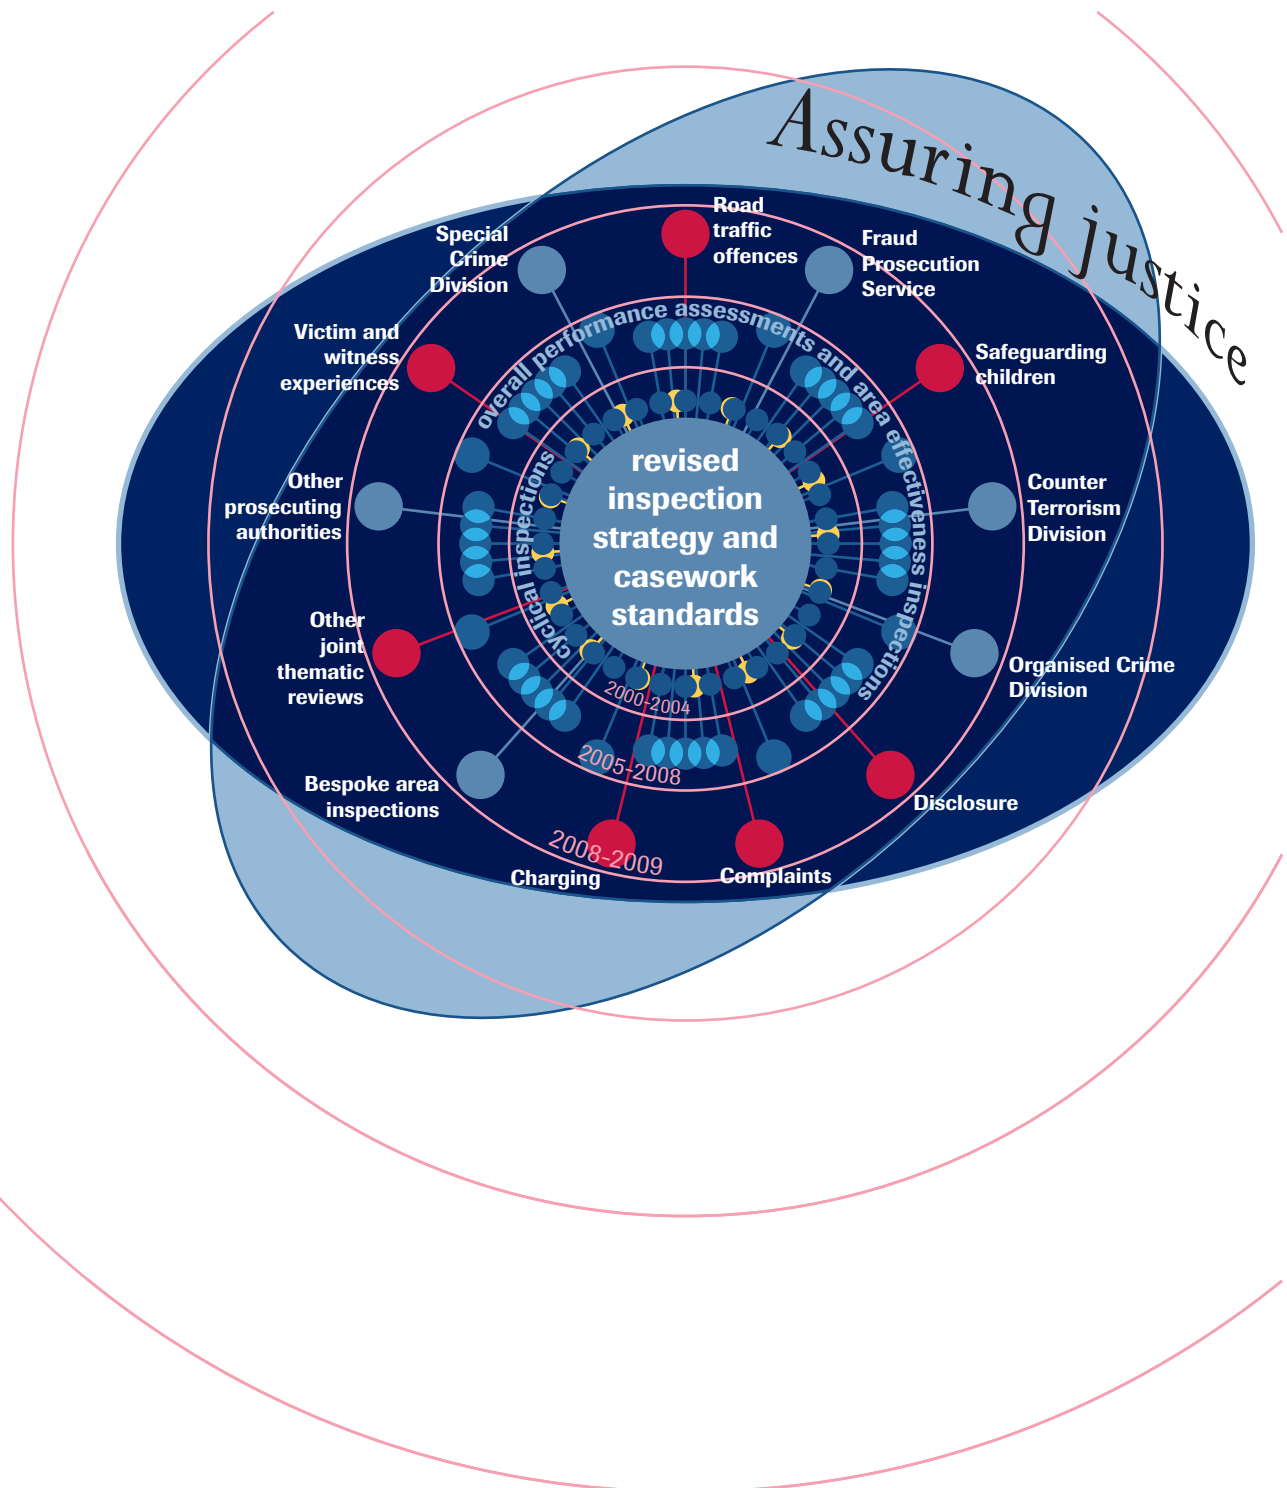 Assuring justice
Road
traffic
offences
Special
Crime
Division
Fraud
Prosecution
Service
Victim and
witness
experiences
Safeguarding
children
overall performance assessments and area effectiveness inspections
cyclical inspections
revised
inspection
strategy and
casework
standards
Other
prosecuting
authorities
Counter
Terrorism
Division
Other
joint
thematic
reviews
Organised Crime
Division
2000-2004
2005-2008
Bespoke area
inspections
Disclosure
2008-2009
Charging
Complaints